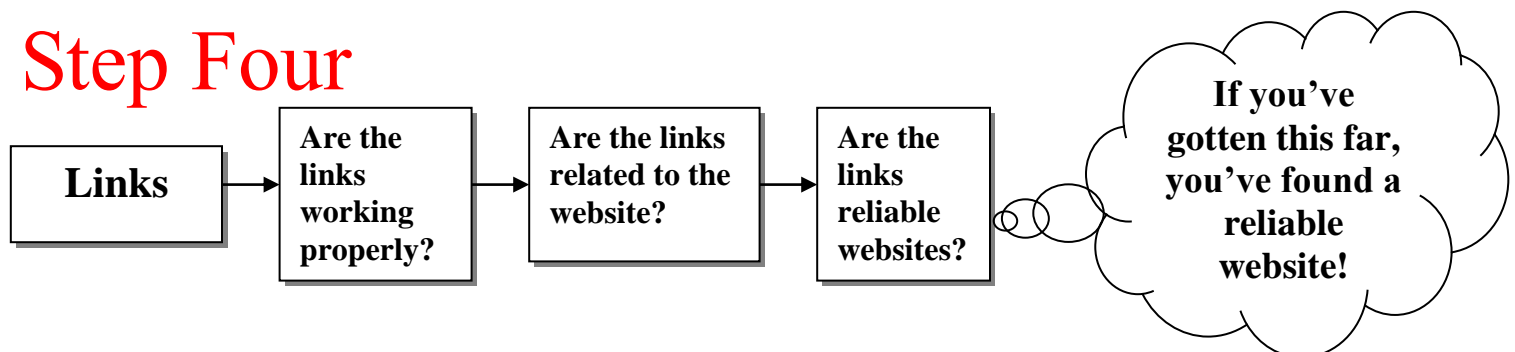 Step Four
Links
Are the
links
working
properly?
Are the links
related to the
website?
Are the
links
reliable
websites?
If you’ve
gotten this far,
you’ve found a
reliable
website!